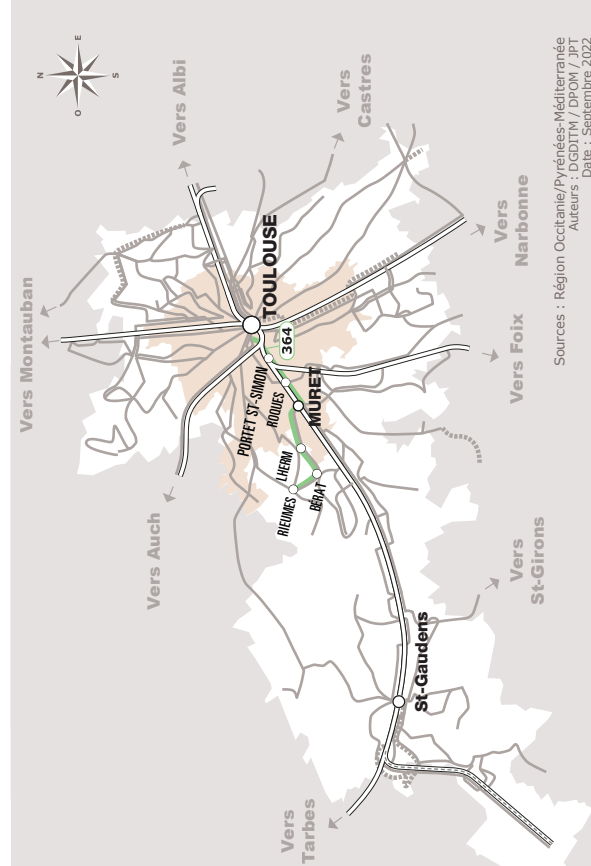 N
E
S
O
Vers Montauban
Vers Albi
Vers
Castres
Vers Auch
TOULOUSE
364
PORTET ST-SIMON
ROQUES
MURET
LHERM
BÉRAT
RIEUMES
Vers
Narbonne
Vers Foix
Vers
St-Girons
St-Gaudens
Vers
Tarbes
Sources : Région Occitanie/Pyrénées-Méditerranée
Auteurs : DGDITM / DPOM / JPT
Date : Septembre 2022